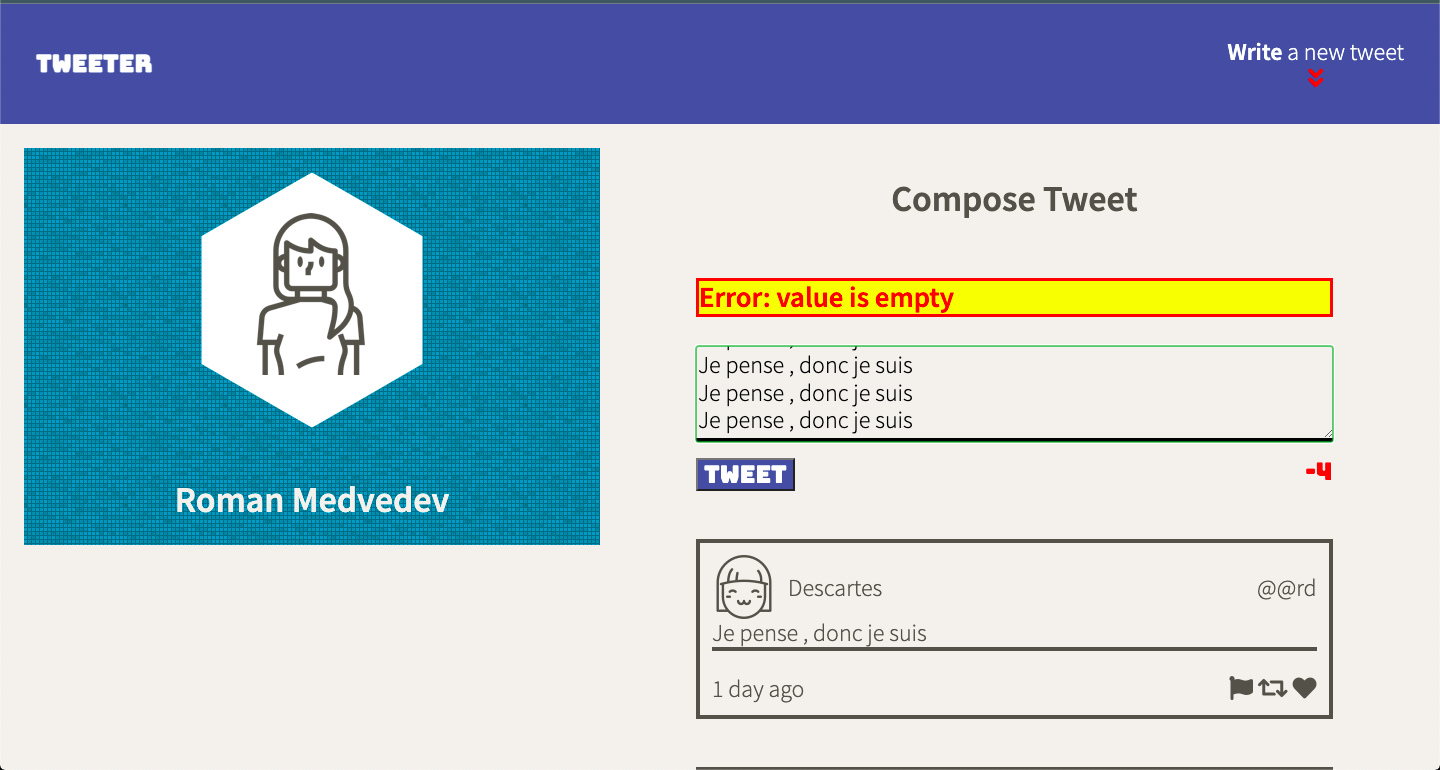 TWEETER
Write a new tweet
Roman Medvedev
Compose Tweet
Error: value is empty
Je pense , donc je suis
Je pense , donc je suis
Je pense , donc je suis
TWEET
-4
Descartes
@@rd
Je pense , donc je suis
1 day ago